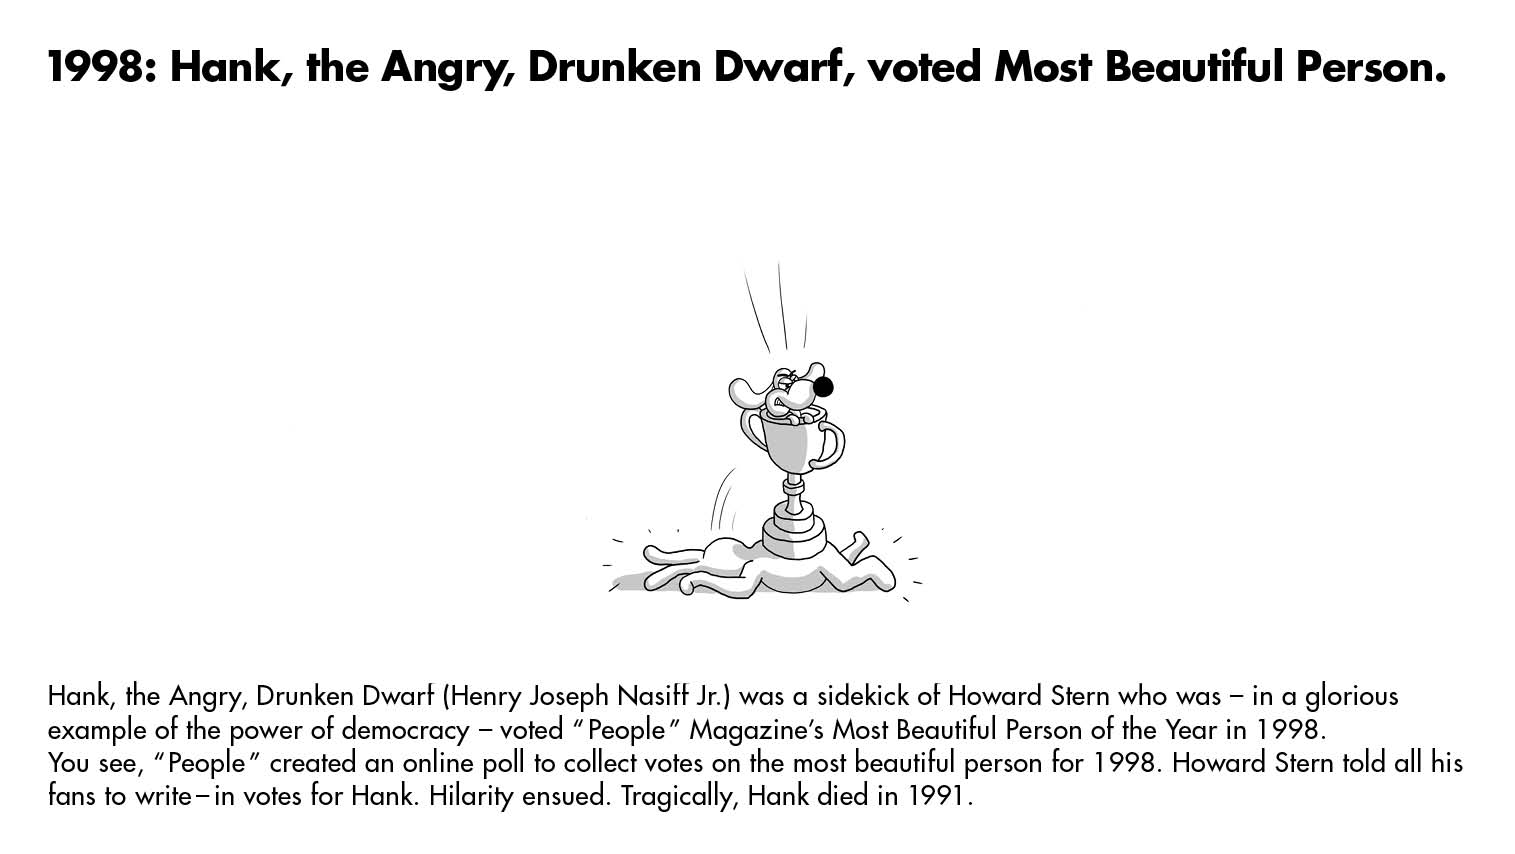 1998: Hank, the Angry, Drunken Dwarf, voted Most Beautiful Person.
Hank, the Angry, Drunken Dwarf (Henry Joseph Nasiff Jr.) was a sidekick of Howard Stern who was – in a glorious
example of the power of democracy – voted “People” Magazine’s Most Beautiful Person of the Year in 1998.
You see, “People” created an online poll to collect votes on the most beautiful person for 1998. Howard Stern told all his
fans to write–in votes for Hank. Hilarity ensued. Tragically, Hank died in 1991.